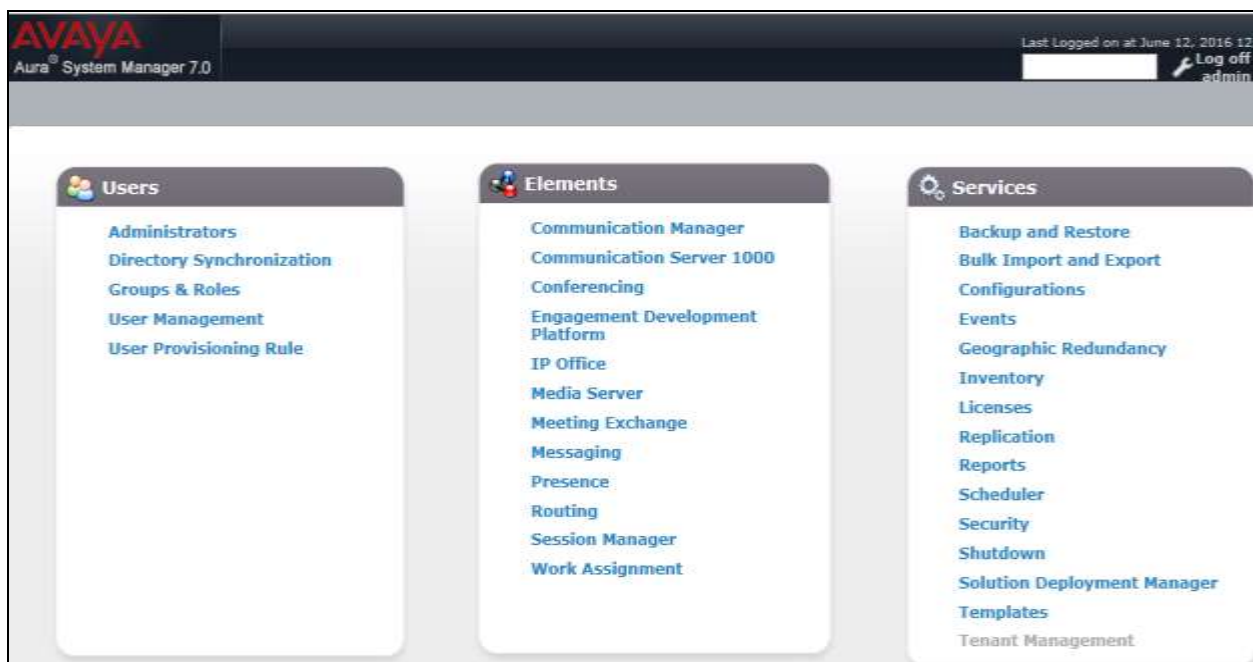 AVAYA
Aura® System Manager 7.0
Last Logged on at June 12, 2016 12
Log off
admin
Users
Administrators
Directory Synchronization
Groups & Roles
User Management
User Provisioning Rule
Elements
Communication Manager
Communication Server 1000
Conferencing
Engagement Development
Platform
IP Office
Media Server
Meeting Exchange
Messaging
Presence
Routing
Session Manager
Work Assignment
Services
Backup and Restore
Bulk Import and Export
Configurations
Events
Geographic Redundancy
Inventory
Licenses
Replication
Reports
Scheduler
Security
Shutdown
Solution Deployment Manager
Templates
Tenant Management